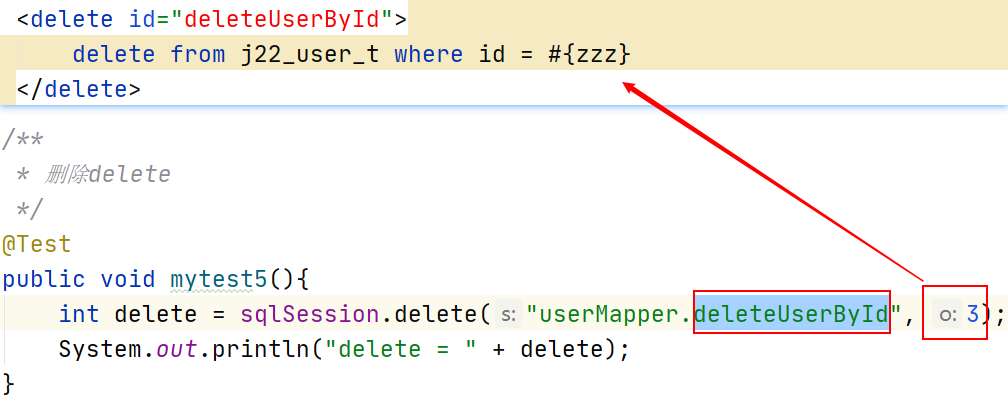 <delete id="deleteUserById">
    delete from j22_user_t where id = #{zzz}
</delete>
/**
 * 删除delete
 */
@Test
public void mytest5(){
    int delete = sqlSession.delete( s: "userMapper.deleteUserById", o: 3);
    System.out.println("delete = " + delete);
}